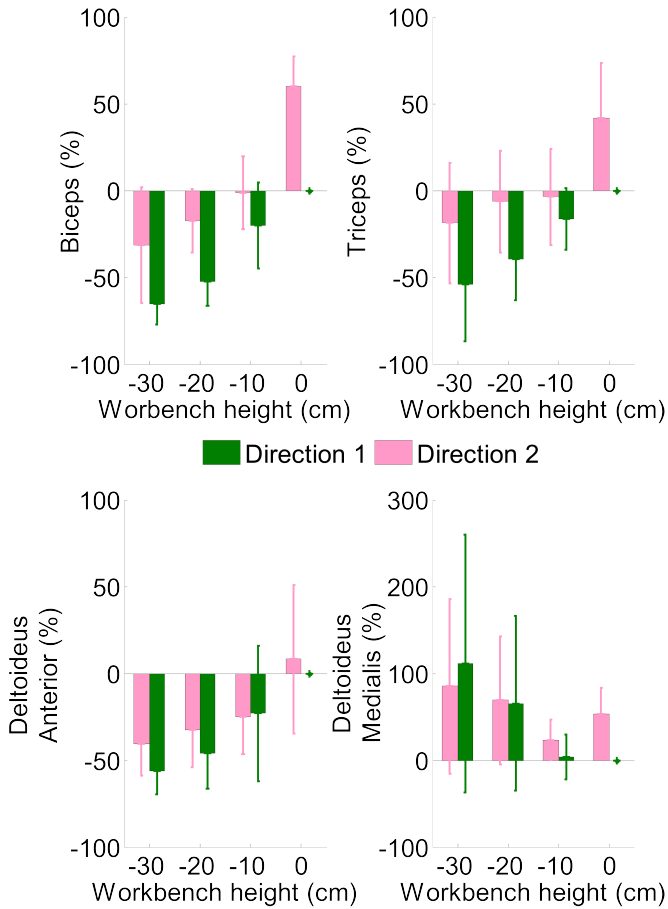 100
50
0
-50
-100
Biceps (%)
-30 -20 -10 0
Worbench height (cm)
100
50
0
-50
-100
Triceps (%)
-30 -20 -10 0
Workbench height (cm)
Direction 1 Direction 2
100
50
0
-50
-100
Deltoideus
Anterior (%)
-30 -20 -10 0
Workbench height (cm)
300
200
100
0
-100
Deltoideus
Medialis (%)
-30 -20 -10 0
Workbench height (cm)